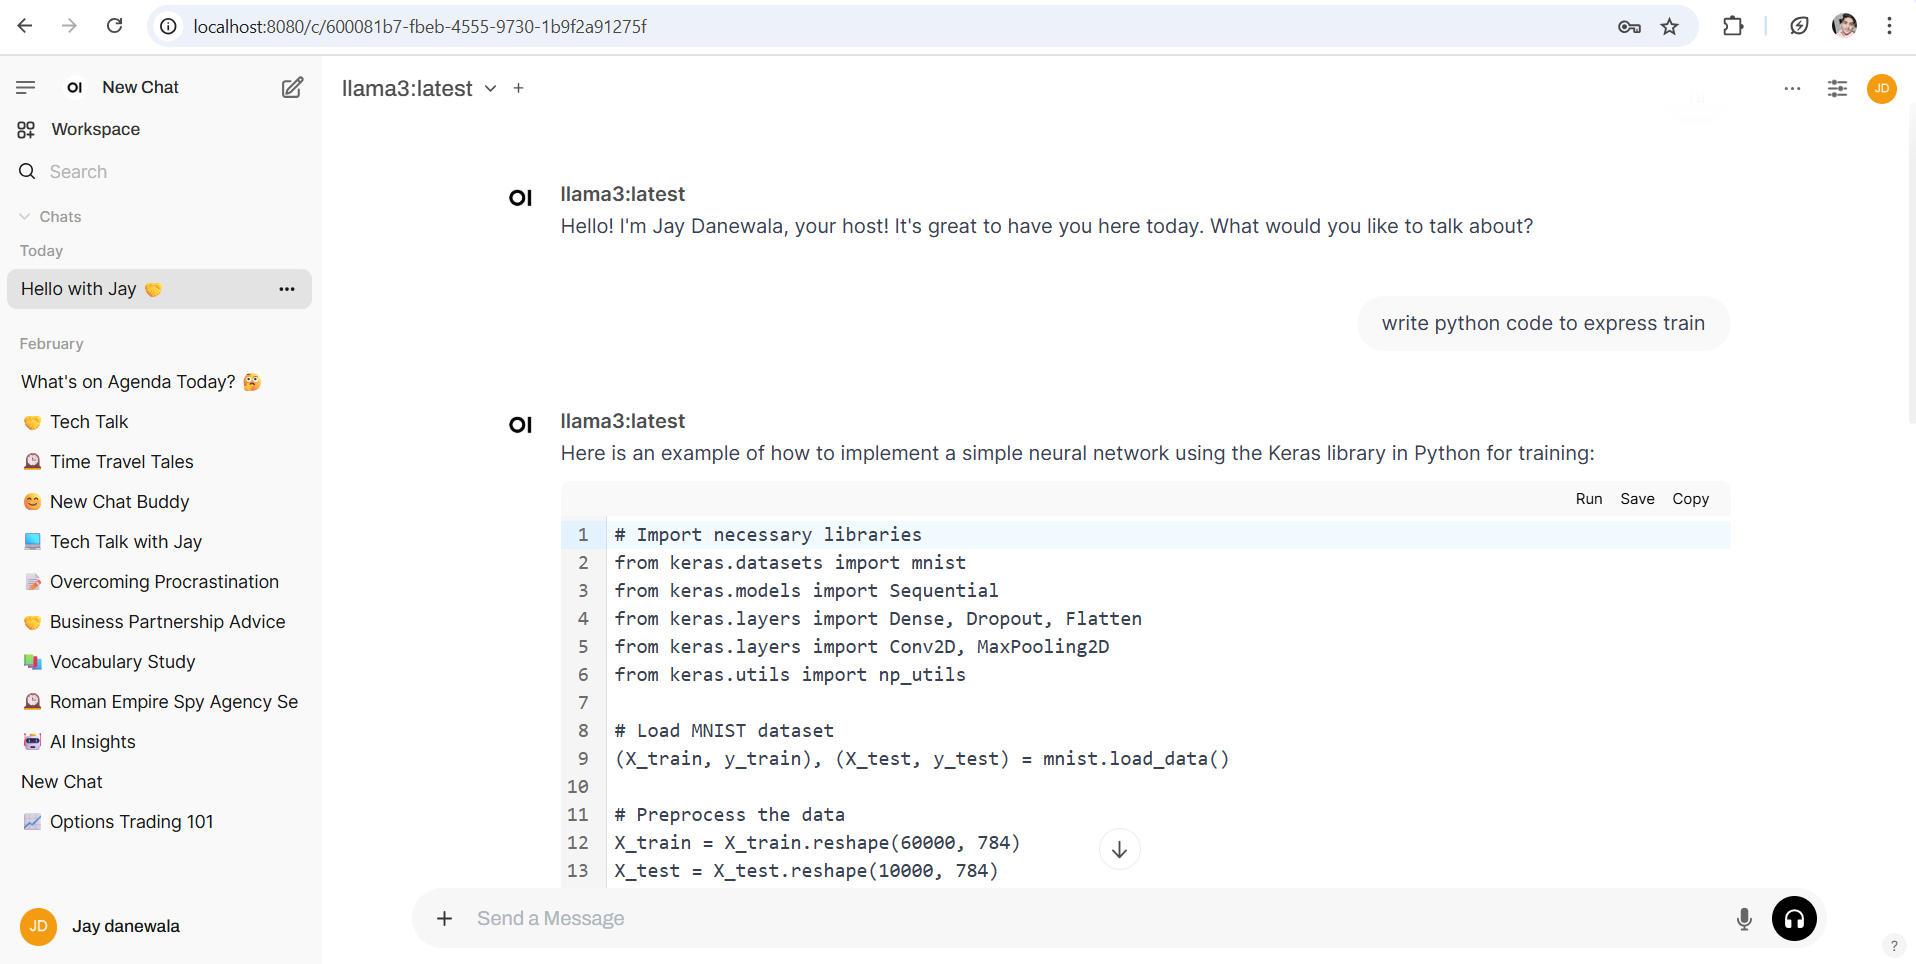 localhost:8080/c/600081b7-fbeb-4555-9730-1b9f2a91275f
OI New Chat
Workspace
Search
Chats
Today
Hello with Jay
February
What's on Agenda Today?
Tech Talk
Time Travel Tales
New Chat Buddy
Tech Talk with Jay
Overcoming Procrastination
Business Partnership Advice
Vocabulary Study
Roman Empire Spy Agency Se
AI Insights
New Chat
Options Trading 101
JD Jay danewala
llama3:latest
JD
OI llama3:latest
Hello! I'm Jay Danewala, your host! It's great to have you here today. What would you like to talk about?
write python code to express train
OI llama3:latest
Here is an example of how to implement a simple neural network using the Keras library in Python for training:
Run Save Copy
1 # Import necessary libraries
2 from keras.datasets import mnist
3 from keras.models import Sequential
4 from keras.layers import Dense, Dropout, Flatten
5 from keras.layers import Conv2D, MaxPooling2D
6 from keras.utils import np_utils
7
8 # Load MNIST dataset
9 (X_train, y_train), (X_test, y_test) = mnist.load_data()
10
11 # Preprocess the data
12 X_train = X_train.reshape(60000, 784)
13 X_test = X_test.reshape(10000, 784)
Send a Message
?